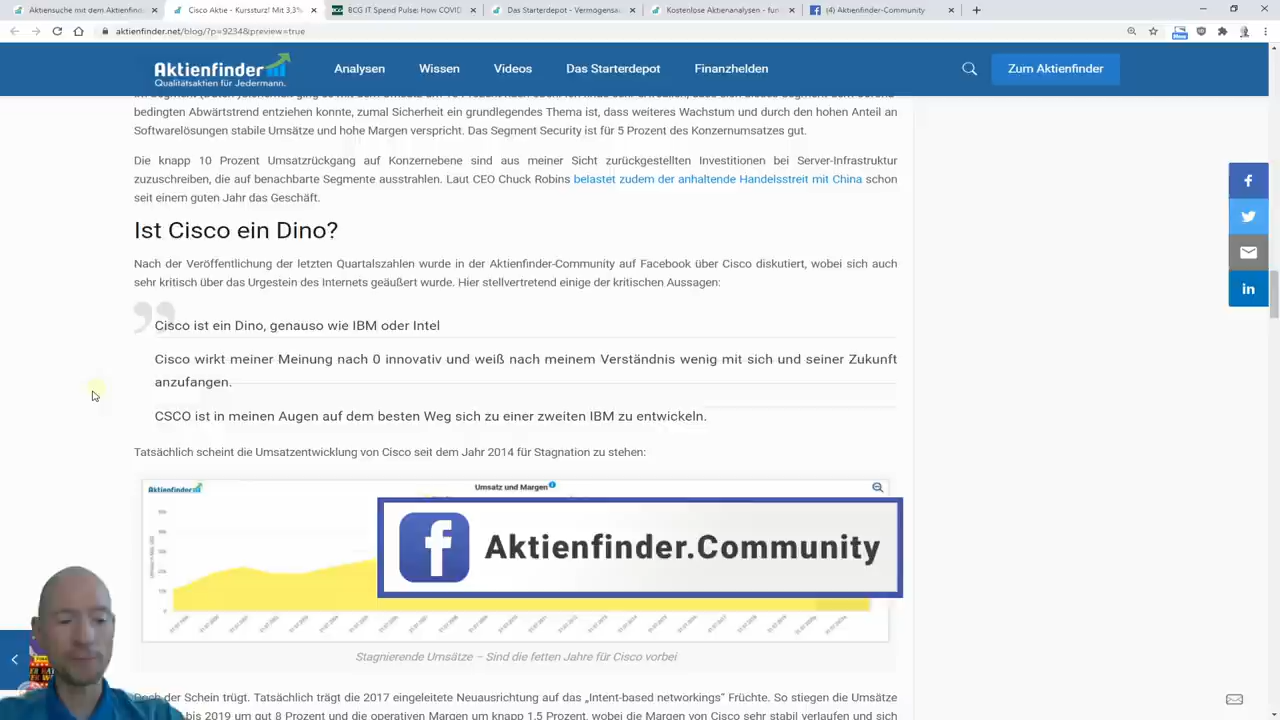 Aktiensuche mit dem Aktienfinder
Cisco Aktie - Kurssturz! Mit 3,3%
BCG IT Spend Pulse: How COVID
Das Starterdepot - Vermögensau
Kostenlose Aktienanalysen - fun
(4) Aktienfinder-Community
aktienfinder.net/blog/?p=9234&preview=true
Aktienfinder
Qualitätsaktien für Jedermann.
Analysen
Wissen
Videos
Das Starterdepot
Finanzhelden
Zum Aktienfinder
bedingten Abwärtstrend entziehen konnte, zumal Sicherheit ein grundlegendes Thema ist, dass weiteres Wachstum und durch den hohen Anteil an
Softwarelösungen stabile Umsätze und hohe Margen verspricht. Das Segment Security ist für 5 Prozent des Konzernumsatzes gut.
Die knapp 10 Prozent Umsatzrückgang auf Konzernebene sind aus meiner Sicht zurückgestellten Investitionen bei Server-Infrastruktur
zuzuschreiben, die auf benachbarte Segmente ausstrahlen. Laut CEO Chuck Robins belastet zudem der anhaltende Handelsstreit mit China schon
seit einem guten Jahr das Geschäft.
Ist Cisco ein Dino?
Nach der Veröffentlichung der letzten Quartalszahlen wurde in der Aktienfinder-Community auf Facebook über Cisco diskutiert, wobei sich auch
sehr kritisch über das Urgestein des Internets geäußert wurde. Hier stellvertretend einige der kritischen Aussagen:
Cisco ist ein Dino, genauso wie IBM oder Intel
Cisco wirkt meiner Meinung nach 0 innovativ und weiß nach meinem Verständnis wenig mit sich und seiner Zukunft
anzufangen.
CSCO ist in meinen Augen auf dem besten Weg sich zu einer zweiten IBM zu entwickeln.
Tatsächlich scheint die Umsatzentwicklung von Cisco seit dem Jahr 2014 für Stagnation zu stehen:
Aktienfinder
Umsatz und Margen
Aktienfinder.Community
Stagnierende Umsätze – Sind die fetten Jahre für Cisco vorbei
Doch der Schein trügt. Tatsächlich trägt die 2017 eingeleitete Neuausrichtung auf das „Intent-based networkings" Früchte. So stiegen die Umsätze
bis 2019 um gut 8 Prozent und die operativen Margen um knapp 1,5 Prozent, wobei die Margen von Cisco sehr stabil verlaufen und sich